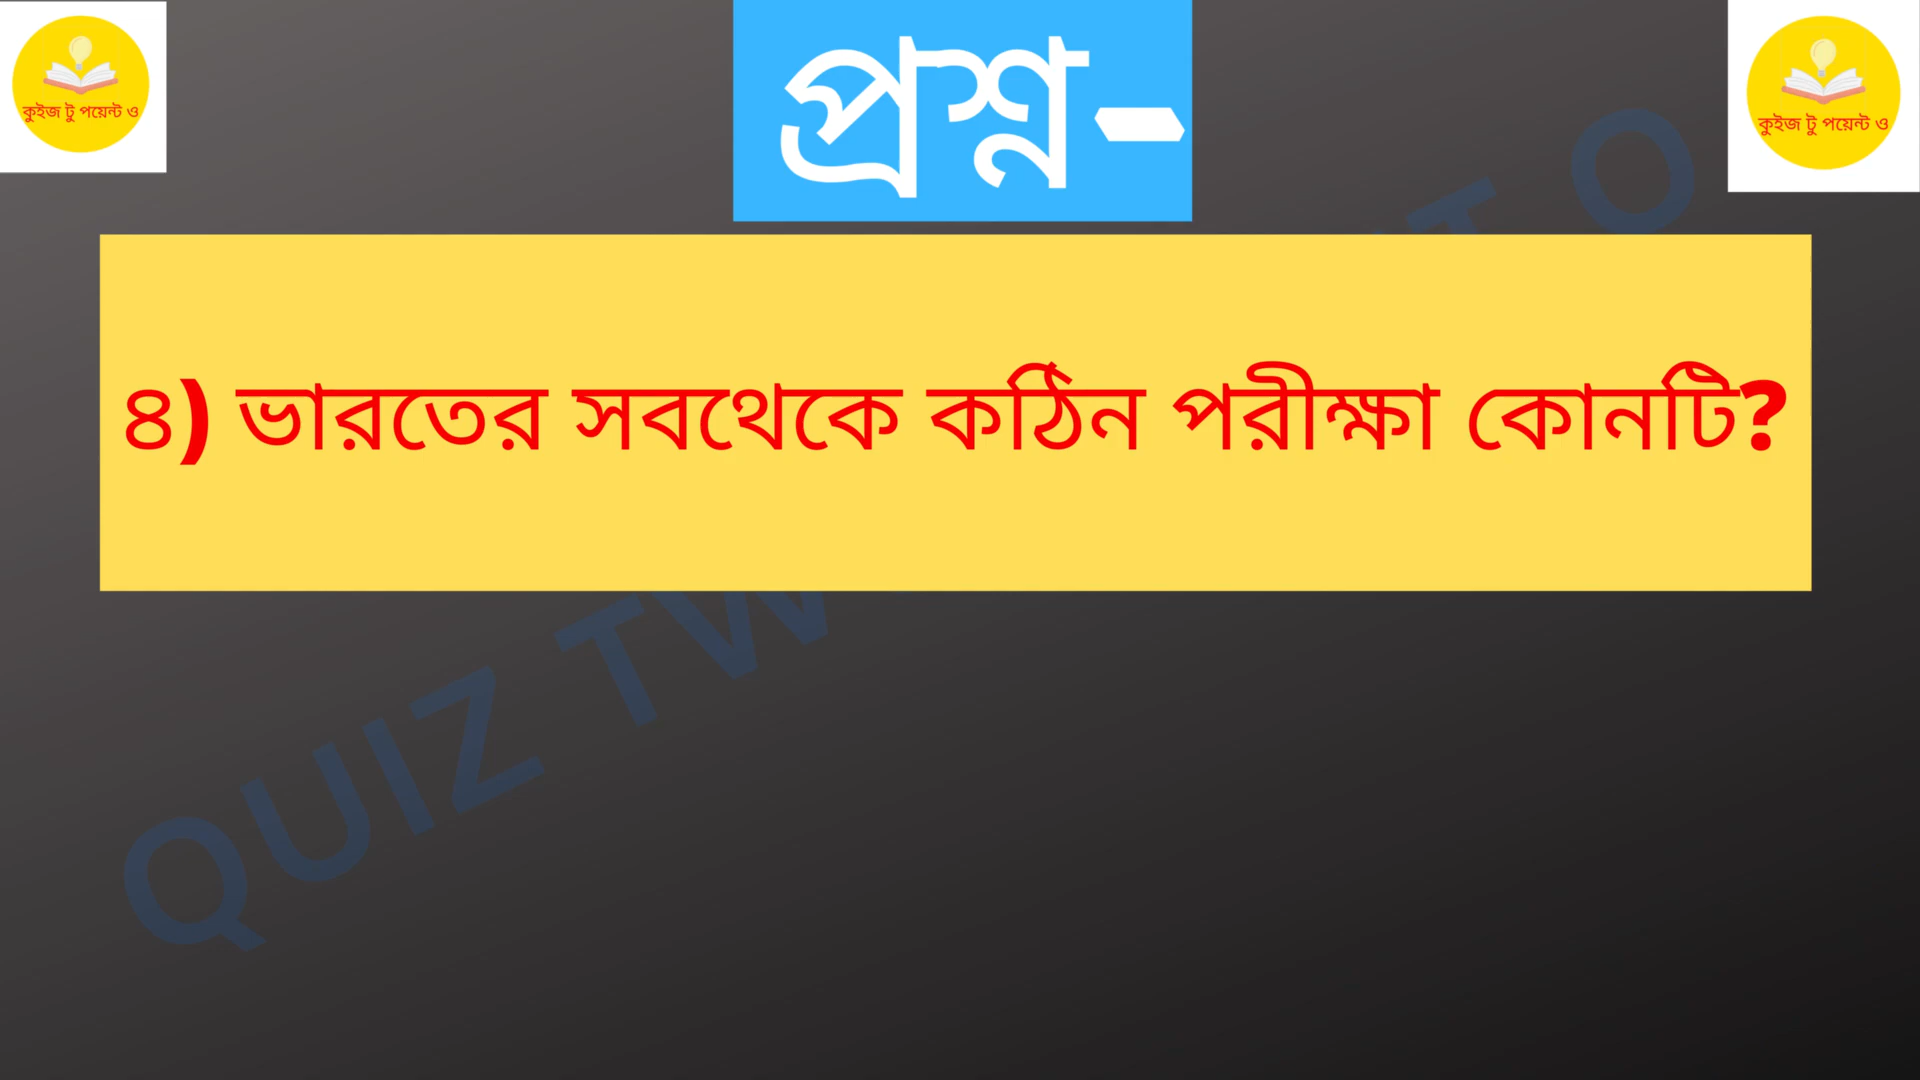 কুইজ টু পয়েন্ট ও
প্রশ্ন-
কুইজ টু পয়েন্ট ও
৪) ভারতের সবথেকে কঠিন পরীক্ষা কোনটি?
QUIZ TW
T O